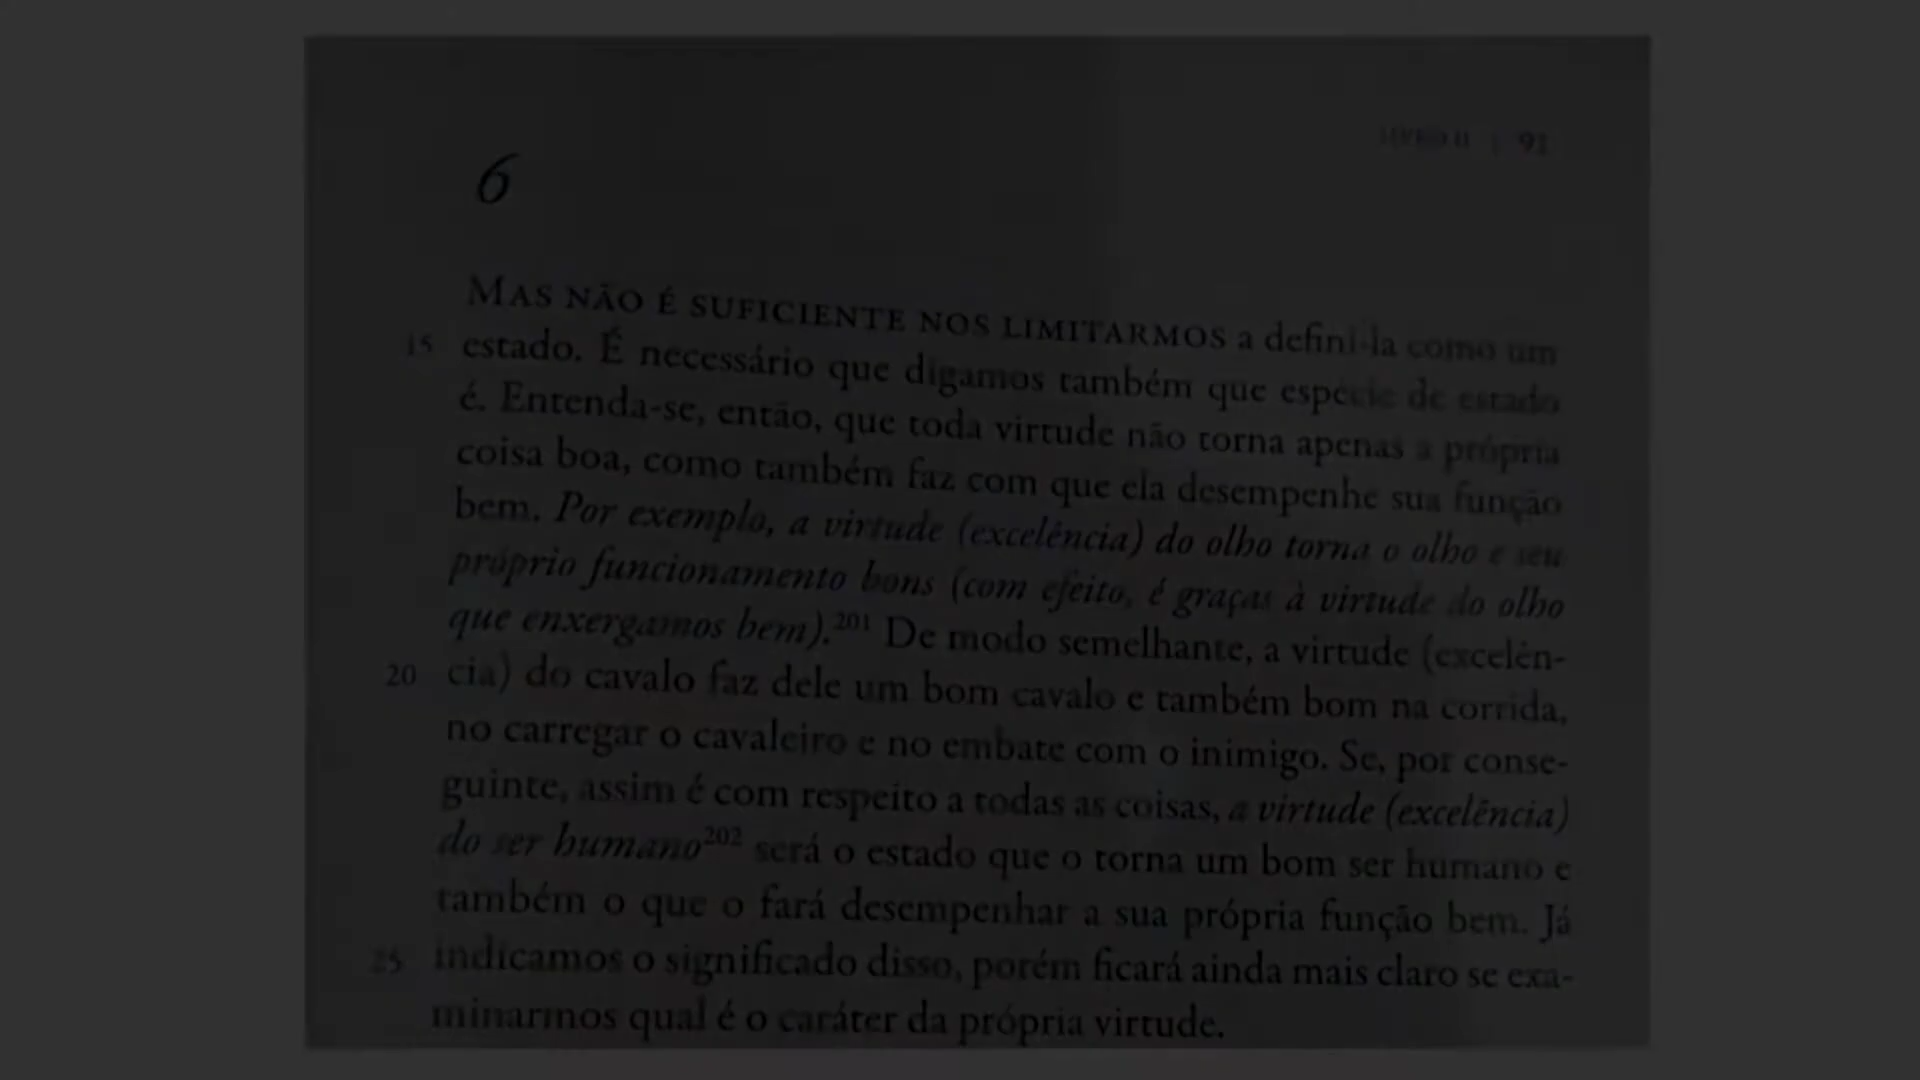 LIVRO II | 91
6
MAS NÃO É SUFICIENTE NOS LIMITARMOS a defini-la como um
15 estado. É necessário que digamos também que espécie de estado
é. Entenda-se, então, que toda virtude não torna apenas a própria
coisa boa, como também faz com que ela desempenhe sua função
bem. Por exemplo, a virtude (excelência) do olho torna o olho e seu
próprio funcionamento bons (com efeito, é graças à virtude do olho
que enxergamos bem).201 De modo semelhante, a virtude (excelên-
20 cia) do cavalo faz dele um bom cavalo e também bom na corrida,
no carregar o cavaleiro e no embate com o inimigo. Se, por conse-
guinte, assim é com respeito a todas as coisas, a virtude (excelência)
do ser humano202 será o estado que o torna um bom ser humano e
também o que o fará desempenhar a sua própria função bem. Já
25 indicamos o significado disso, porém ficará ainda mais claro se exa-
minarmos qual é o caráter da própria virtude.